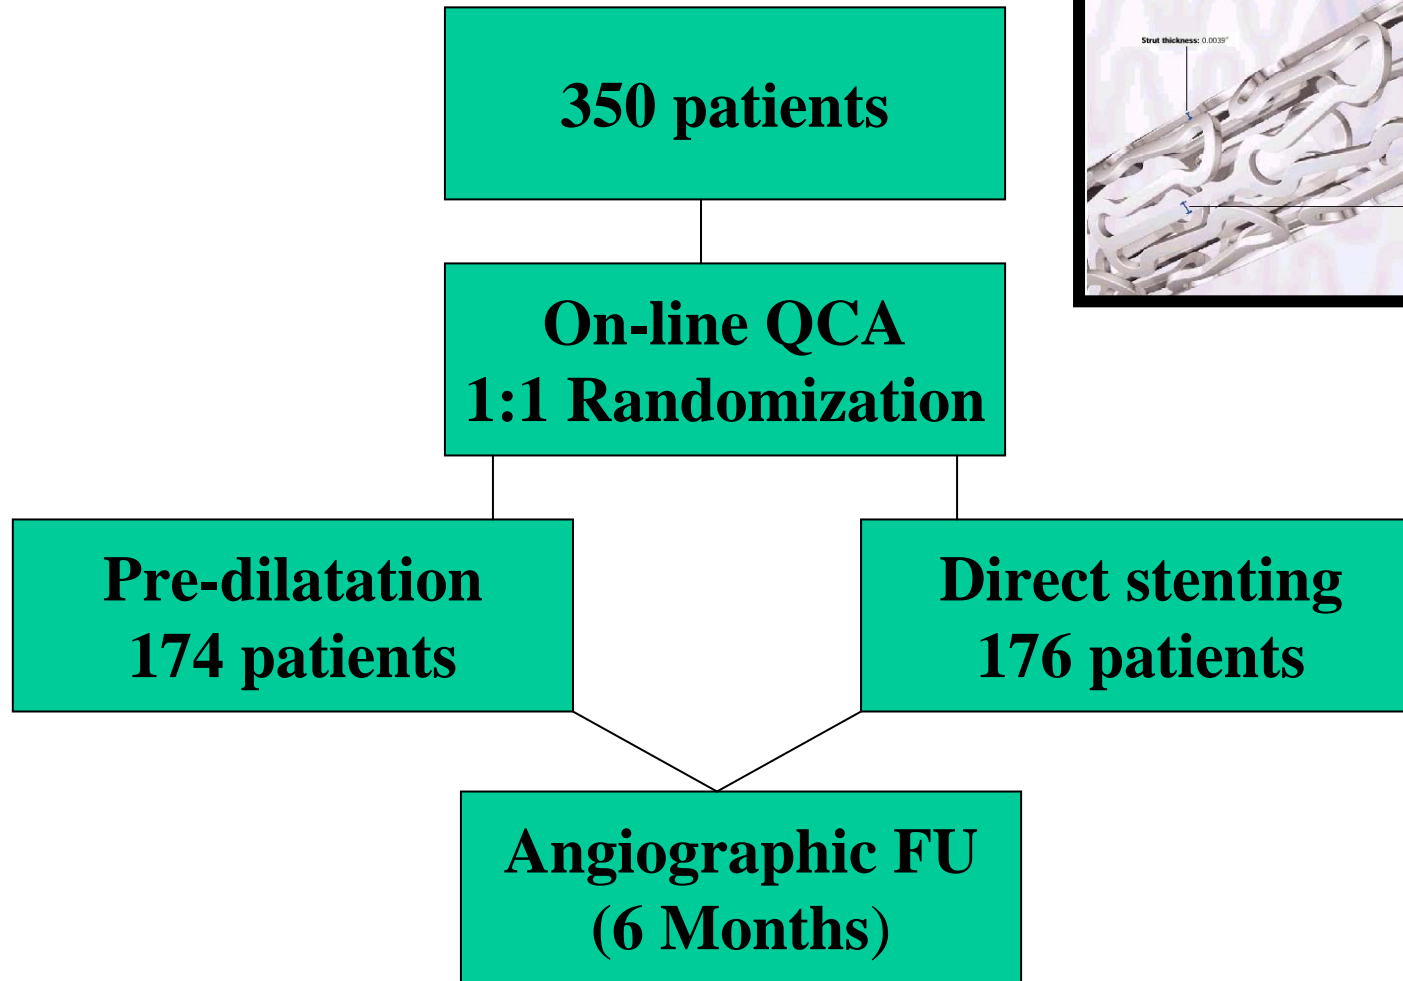 350 patients
Strut thickness: 0.0039"
On-line QCA
1:1 Randomization
Pre-dilatation
174 patients
Direct stenting
176 patients
Angiographic FU
(6 Months)